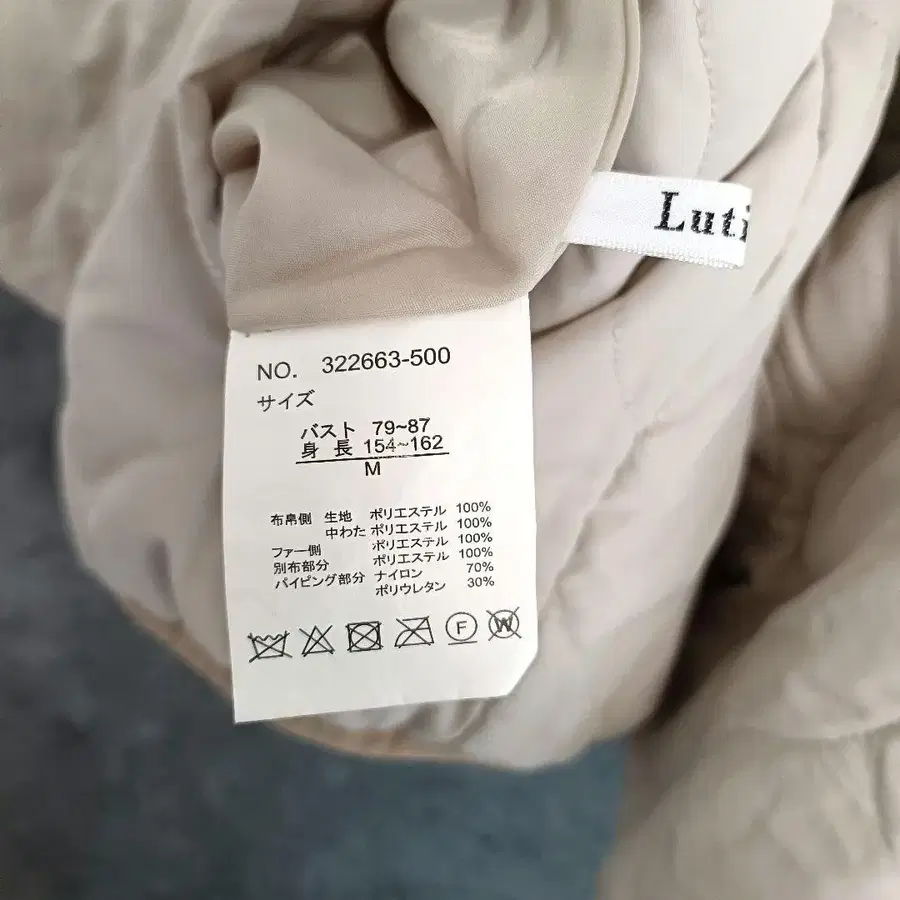 Luti
NO. 322663-500
サイズ
バスト 79~87
身 長 154~162
M
布帛側 生地 ポリエステル 100%
中わた ポリエステル 100%
ファー側 ポリエステル 100%
別布部分 ポリエステル 100%
パイピング部分 ナイロン 70%
ポリウレタン 30%
F
W